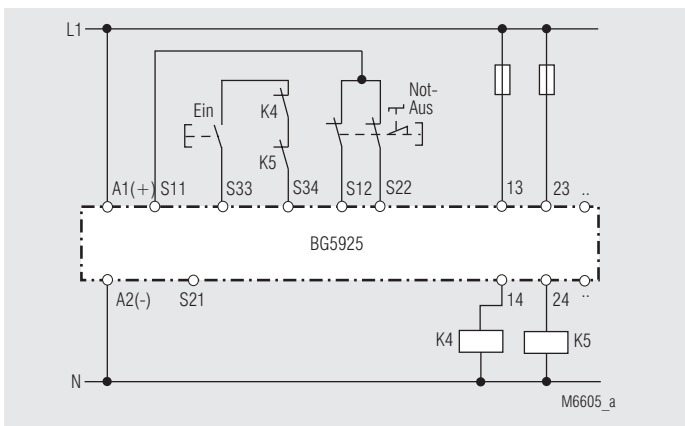 L1
Not-
Aus
Ein
K4
K5
A1(+) S11 S33 S34 S12 S22 13 23 ..
BG5925
A2(-) S21 14 24 ..
K4 K5
N
M6605_a